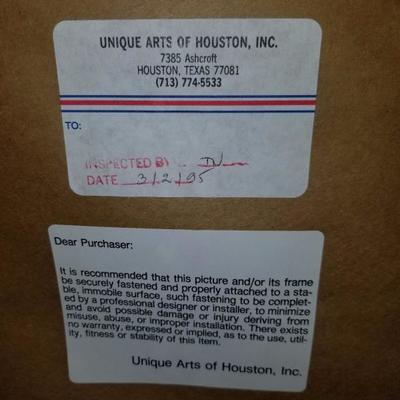 UNIQUE ARTS OF HOUSTON, INC.
7385 Ashcroft
HOUSTON, TEXAS 77081
(713) 774-5533
TO:
INSPECTED BY
DATE 3/2/95
Dear Purchaser:
It is recommended that this picture and/or its frame
be securely fastened and properly attached to a sta-
ble, immobile surface, such fastening to be complet-
ed by a professional designer or installer, to minimize
and avoid possible damage or injury deriving from
misuse, abuse, or improper installation. There exists
no warranty, expressed or implied, as to the use, util-
ity, fitness or stability of this item.
Unique Arts of Houston, Inc.